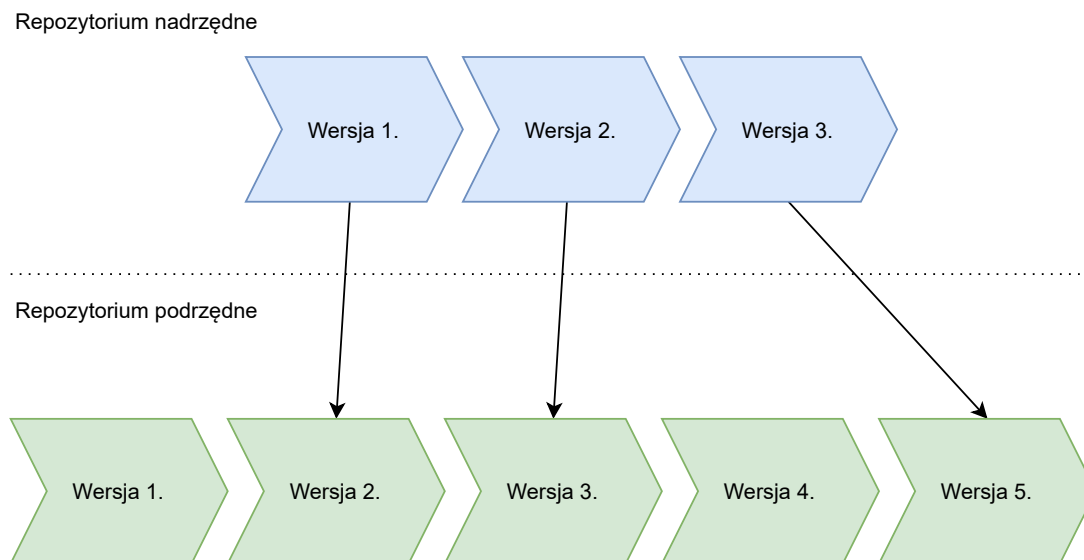 Repozytorium nadrzędne
Wersja 1.
Wersja 2.
Wersja 3.
Repozytorium podrzędne
Wersja 1.
Wersja 2.
Wersja 3.
Wersja 4.
Wersja 5.